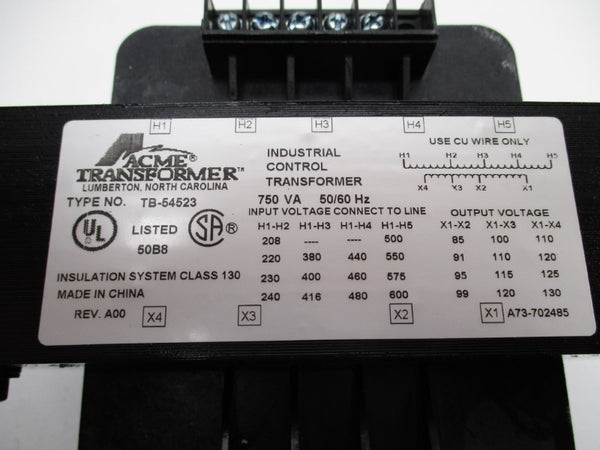 H1 H2 H3 H4 H5
ACME®
TRANSFORMER™
LUMBERTON, NORTH CAROLINA
TYPE NO. TB-54523
UL LISTED SA®
50B8
INSULATION SYSTEM CLASS 130
MADE IN CHINA
REV. A00
INDUSTRIAL
CONTROL
TRANSFORMER
750 VA 50/60 Hz
USE CU WIRE ONLY
H1 H2 H3 H4 H5
X4 X3 X2 X1
INPUT VOLTAGE CONNECT TO LINE
H1-H2 H1-H3 H1-H4 H1-H5
208 ---- ---- 500
220 380 440 550
230 400 460 575
240 416 480 600
OUTPUT VOLTAGE
X1-X2 X1-X3 X1-X4
85 100 110
91 110 120
95 115 125
99 120 130
X4 X3 X2 X1 A73-702485